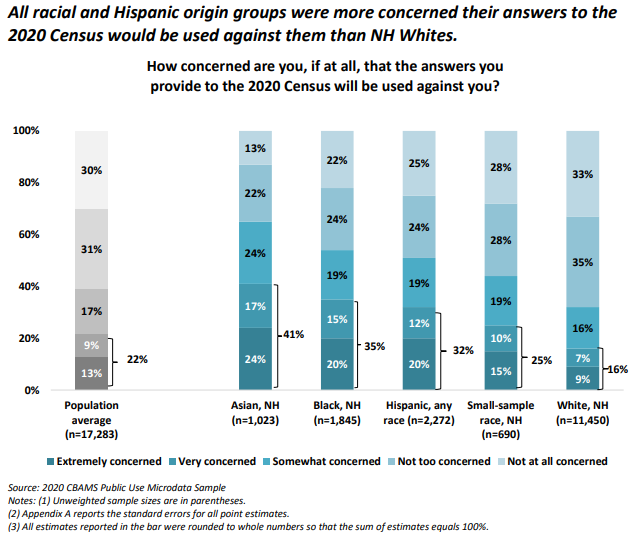 All racial and Hispanic origin groups were more concerned their answers to the
2020 Census would be used against them than NH Whites.
How concerned are you, if at all, that the answers you
provide to the 2020 Census will be used against you?
100%
80%
60%
40%
20%
0%
30%
31%
17%
9%
13%
22%
13%
22%
24%
17%
24%
41%
22%
24%
19%
15%
20%
35%
25%
24%
19%
12%
20%
32%
28%
28%
19%
10%
15%
25%
33%
35%
16%
7%
9%
16%
Population
average
(n=17,283)
Asian, NH
(n=1,023)
Black, NH
(n=1,845)
Hispanic, any
race (n=2,272)
Small-sample
race, NH
(n=690)
White, NH
(n=11,450)
Extremely concerned
Very concerned
Somewhat concerned
Not too concerned
Not at all concerned
Source: 2020 CBAMS Public Use Microdata Sample
Notes: (1) Unweighted sample sizes are in parentheses.
(2) Appendix A reports the standard errors for all point estimates.
(3) All estimates reported in the bar were rounded to whole numbers so that the sum of estimates equals 100%.